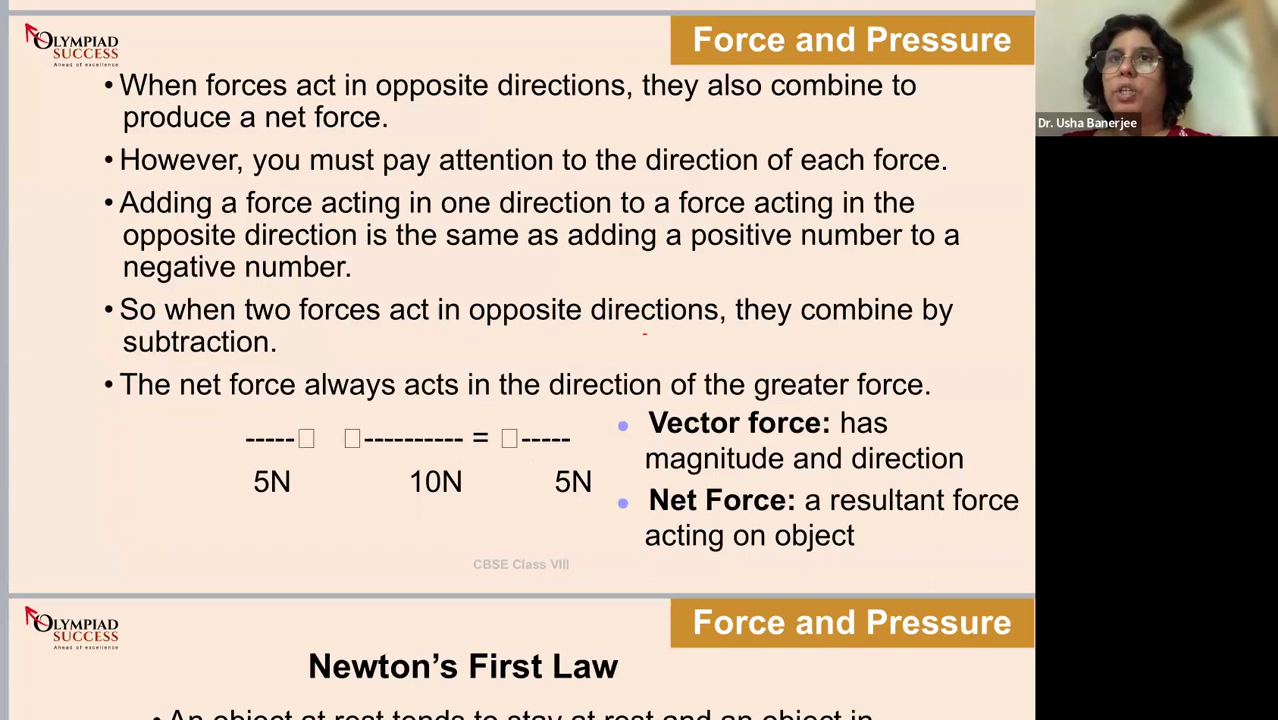 OLYMPIAD
SUCCESS
Ahead of excellence
Force and Pressure
• When forces act in opposite directions, they also combine to
produce a net force.
• However, you must pay attention to the direction of each force.
• Adding a force acting in one direction to a force acting in the
opposite direction is the same as adding a positive number to a
negative number.
• So when two forces act in opposite directions, they combine by
subtraction.
• The net force always acts in the direction of the greater force.
-----□ □---------- = □-----
5N 10N 5N
• Vector force: has
magnitude and direction
• Net Force: a resultant force
acting on object
CBSE Class VIII
Dr. Usha Banerjee
OLYMPIAD
SUCCESS
Ahead of excellence
Force and Pressure
Newton’s First Law
• An object at rest tends to stay at rest and an object in